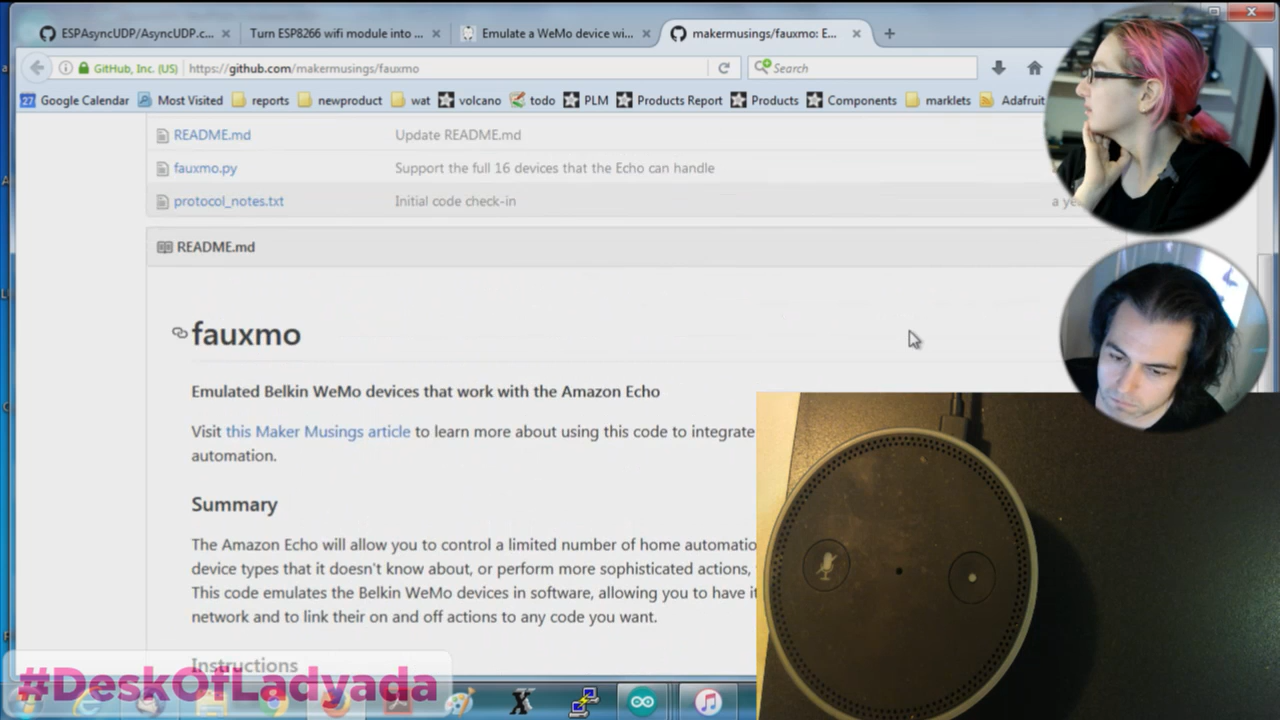 ESPAsyncUDP/AsyncUDP.c...
Turn ESP8266 wifi module into ...
Emulate a WeMo device wi...
makermusings/fauxmo: E...
GitHub, Inc. (US)
https://github.com/makermusings/fauxmo
Search
27
Google Calendar
Most Visited
reports
newproduct
wat
volcano
todo
PLM
Products Report
Products
Components
marklets
Adafruit
README.md
Update README.md
fauxmo.py
Support the full 16 devices that the Echo can handle
protocol_notes.txt
Initial code check-in
README.md
fauxmo
Emulated Belkin WeMo devices that work with the Amazon Echo
Visit this Maker Musings article to learn more about using this code to integrate
automation.
Summary
The Amazon Echo will allow you to control a limited number of home
device types that it doesn't know about, or perform more sophisticated actions,
This code emulates the Belkin WeMo devices in software, allowing you to have
network and to link their on and off actions to any code you want.
Instructions
#DeskOfLadyada